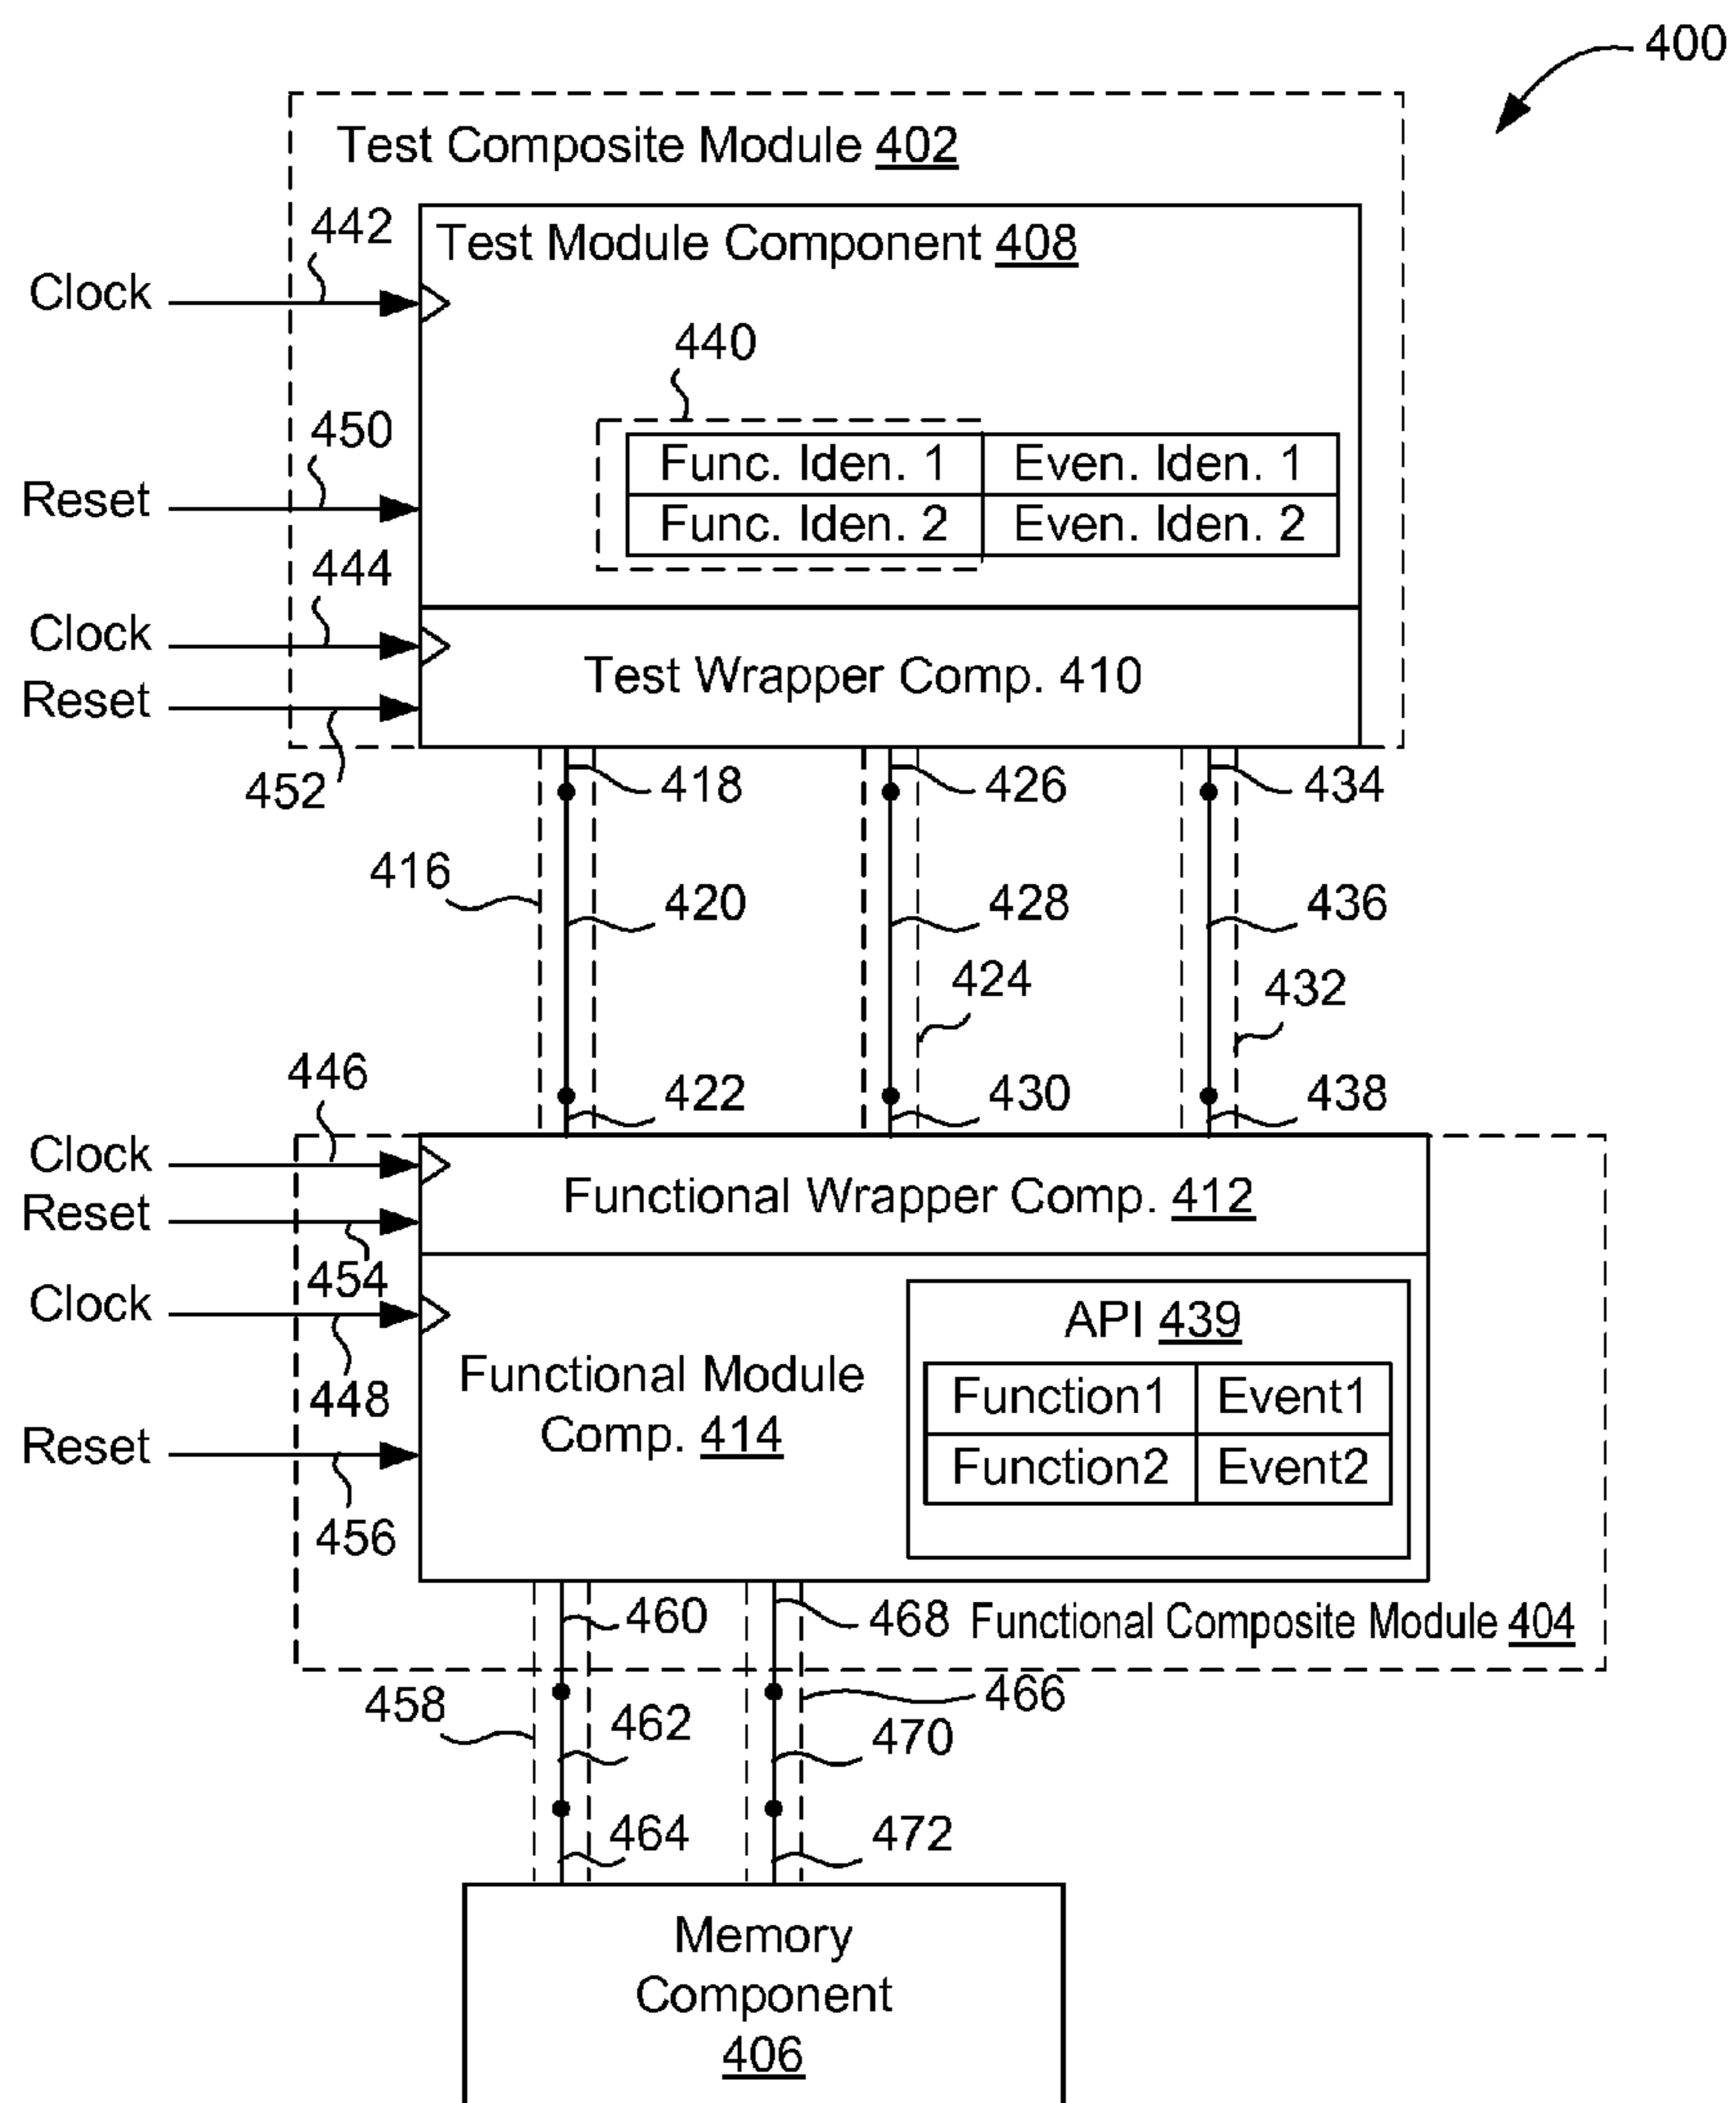 400
Test Composite Module 402
442
Test Module Component 408
Clock
440
450
Func. Iden. 1 Even. Iden. 1
Reset
Func. Iden. 2 Even. Iden. 2
444
Clock
Test Wrapper Comp. 410
Reset
452
418 426 434
416
420 428 436
424 432
446
422 430 438
Clock
Functional Wrapper Comp. 412
Reset
454
Clock
API 439
448
Functional Module
Comp. 414
Function1 Event1
Reset
Function2 Event2
456
460 468 Functional Composite Module 404
458 466
462 470
464 472
Memory
Component
406